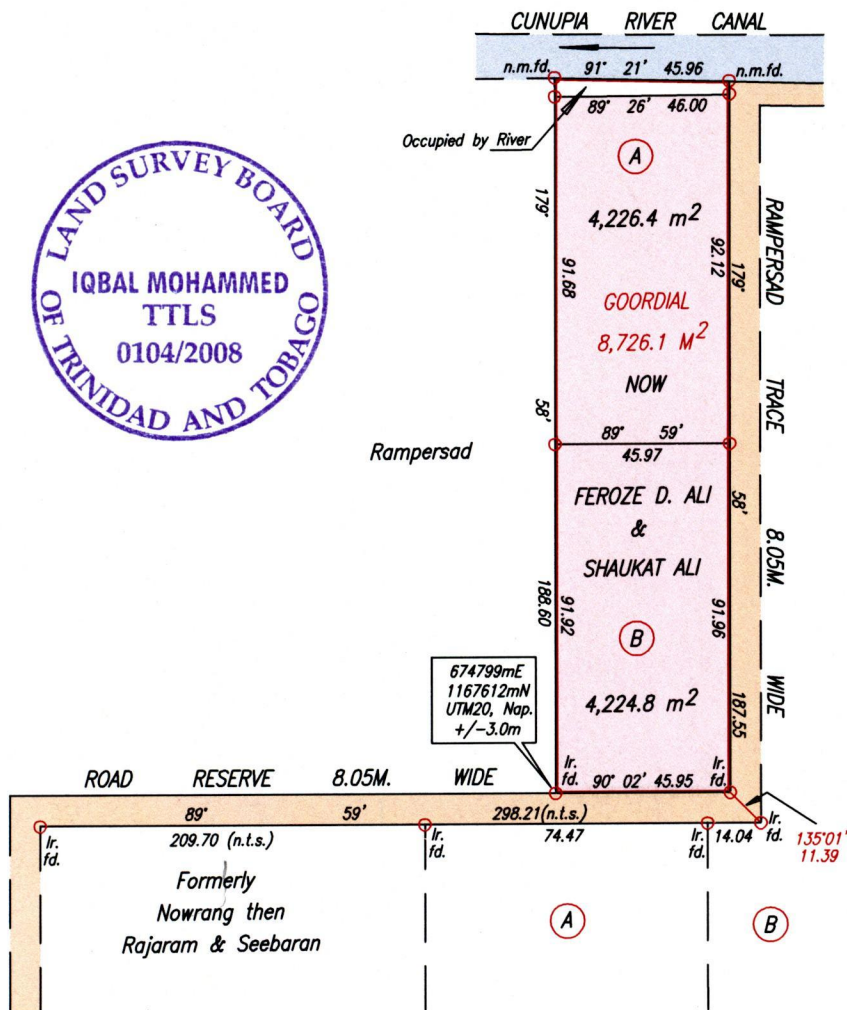 CUNUPIA RIVER CANAL
n.m.fd. 91° 21' 45.96 n.m.fd.
89° 26' 46.00
Occupied by River
A
LAND SURVEY BOARD
OF TRINIDAD AND TOBAGO
IQBAL MOHAMMED
TTLS
0104/2008
179°
91.68
58'
4,226.4 m²
GOORDIAL
8,726.1 M²
NOW
92.12
179°
58'
RAMPERSAD TRACE 8.05M. WIDE
Rampersad
89° 59'
45.97
FEROZE D. ALI
&
SHAUKAT ALI
B
4,224.8 m²
188.60
91.92
91.96
187.55
674799mE
1167612mN
UTM20, Nap.
+/-3.0m
Ir.
fd.
90° 02' 45.95
Ir.
fd.
ROAD RESERVE 8.05M. WIDE
89° 59' 298.21(n.t.s.)
Ir.
fd.
209.70 (n.t.s.)
Ir.
fd.
74.47
Ir.
fd.
14.04
Ir.
fd.
135°01'
11.39
Formerly
Nowrang then
Rajaram & Seebaran
A
B